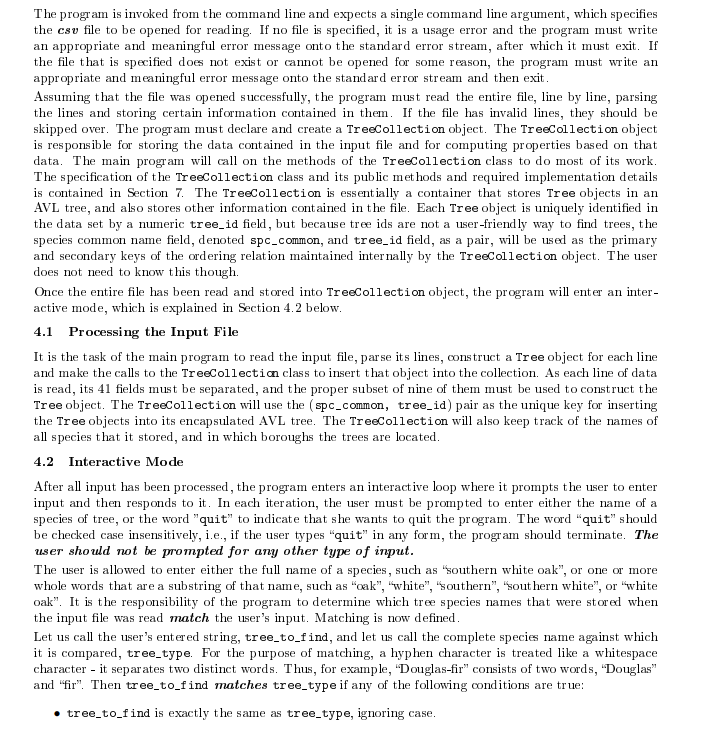 The program is invoked from the command line and expects a single command line argument, which specifies
the csv file to be opened for reading. If no file is specified, it is a usage error and the program must write
an appropriate and meaningful error message onto the standard error stream, after which it must exit. If
the file that is specified does not exist or cannot be opened for some reason, the program must write an
appropriate and meaningful error message onto the standard error stream and then exit.
Assuming that the file was opened successfully, the program must read the entire file, line by line, parsing
the lines and storing certain information contained in them. If the file has invalid lines, they should be
skipped over. The program must declare and create a TreeCollection object. The TreeCollection object
is responsible for storing the data contained in the input file and for computing properties based on that
data. The main program will call on the methods of the TreeCollection class to do most of its work.
The specification of the TreeCollection class and its public methods and required implementation details
is contained in Section 7. The TreeCollection is essentially a container that stores Tree objects in an
AVL tree, and also stores other information contained in the file. Each Tree object is uniquely identified in
the data set by a numeric tree_id field, but because tree ids are not a user-friendly way to find trees, the
species common name field, denoted spc_common, and tree_id field, as a pair, will be used as the primary
and secondary keys of the ordering relation maintained internally by the TreeCollection object. The user
does not need to know this though.
Once the entire file has been read and stored into TreeCollection object, the program will enter an inter-
active mode, which is explained in Section 4.2 below.
4.1 Processing the Input File
It is the task of the main program to read the input file, parse its lines, construct a Tree object for each line
and make the calls to the TreeCollection class to insert that object into the collection. As each line of data
is read, its 41 fields must be separated, and the proper subset of nine of them must be used to construct the
Tree object. The TreeCollection will use the (spc_common, tree_id) pair as the unique key for inserting
the Tree objects into its encapsulated AVL tree. The TreeCollection will also keep track of the names of
all species that it stored, and in which boroughs the trees are located.
4.2 Interactive Mode
After all input has been processed, the program enters an interactive loop where it prompts the user to enter
input and then responds to it. In each iteration, the user must be prompted to enter either the name of a
species of tree, or the word "quit" to indicate that she wants to quit the program. The word “quit” should
be checked case insensitively, i.e., if the user types “quit” in any form, the program should terminate. The
user should not be prompted for any other type of input.
The user is allowed to enter either the full name of a species, such as “southern white oak”, or one or more
whole words that are a substring of that name, such as “oak”, “white”, “southern”, “southern white”, or “white
oak”. It is the responsibility of the program to determine which tree species names that were stored when
the input file was read match the user's input. Matching is now defined.
Let us call the user's entered string, tree_to_find, and let us call the complete species name against which
it is compared, tree_type. For the purpose of matching, a hyphen character is treated like a whitespace
character - it separates two distinct words. Thus, for example, “Douglas-fir” consists of two words, “Douglas”
and “fir”. Then tree_to_find matches tree_type if any of the following conditions are true:
• tree_to_find is exactly the same as tree_type, ignoring case.